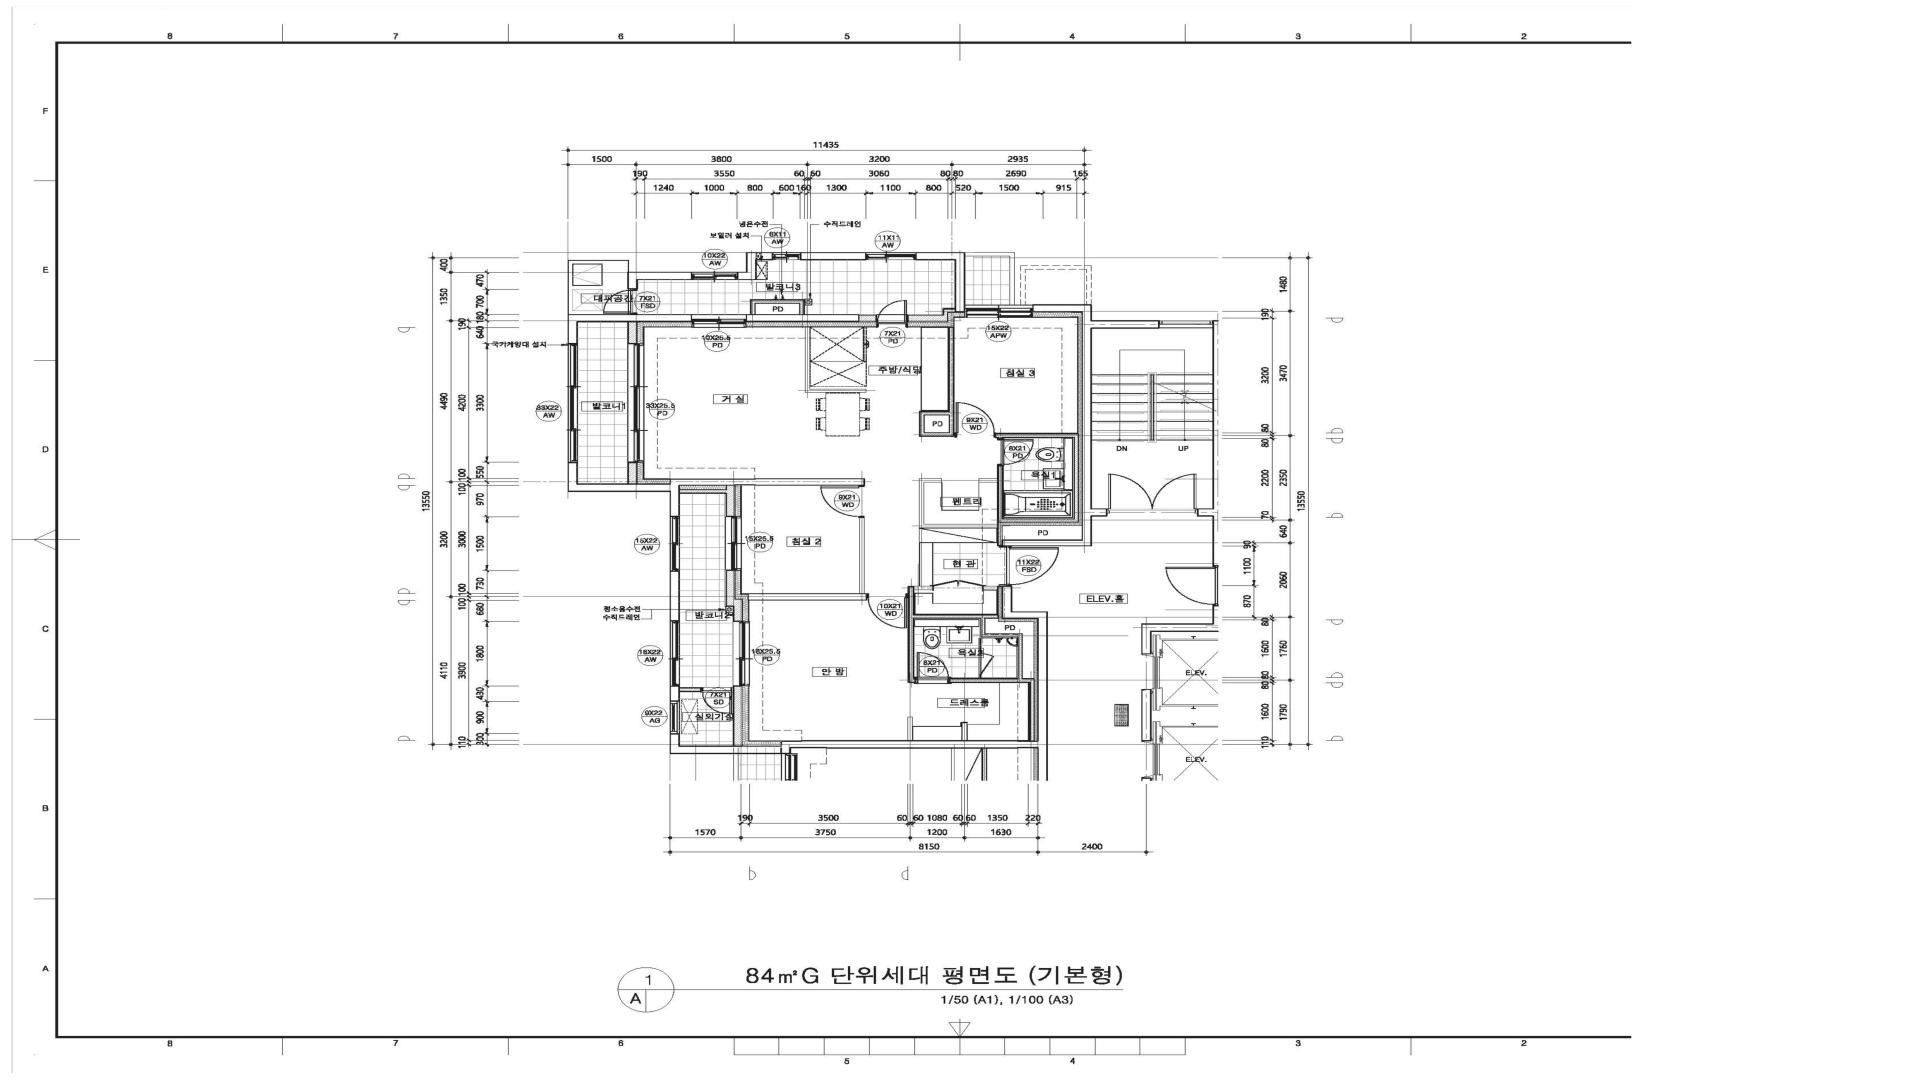 8 7 6 5 4 3 2
F
E
D
C
B
A
11435
1500 3800 3200 2935
190 3550 60 60 3060 80 80 2690 165
1240 1000 800 600 160 1300 1100 800 520 1500 915
냉온수전
수직드레인
보일러 설치
6X11
AW
11X11
AW
10X22
AW
발코니3
대피공간
7X21
FSD
PD
국기게양대 설치
10X25.5
PD
7X21
PD
15X22
APW
주방/식당
침실 3
거 실
발코니1
33X22
AW
33X25.5
PD
PD
9X21
WD
8X21
PD
욕실1
DN UP
펜트리
9X21
WD
PD
15X22
AW
15X25.5
PD
침실 2
현 관
11X22
FSD
ELEV.홀
수직드레인
발코니2
10X21
WD
PD
18X22
AW
18X25.5
PD
안 방
8X21
PD
드레스룸
7X21
SD
9X22
AG
실외기실
ELEV.
ELEV.
400 1350 4490 3200 4110
13550
470 700 180
190 4200 100
640 3300 550
100 3000 100
970 1500 730
100 3900 110
680 1800 430 900 300
1480
190 3200 80
3470
80 2200 70
2350
640
90 1100 870
2060
80 1600 80
1760
80 1600 110
1790
13550
190 3500 60 60 1080 60 60 1350 220
1570 3750 1200 1630
8150 2400
1
A
84㎡G 단위세대 평면도 (기본형)
1/50 (A1), 1/100 (A3)
8 7 6 5 4 3 2